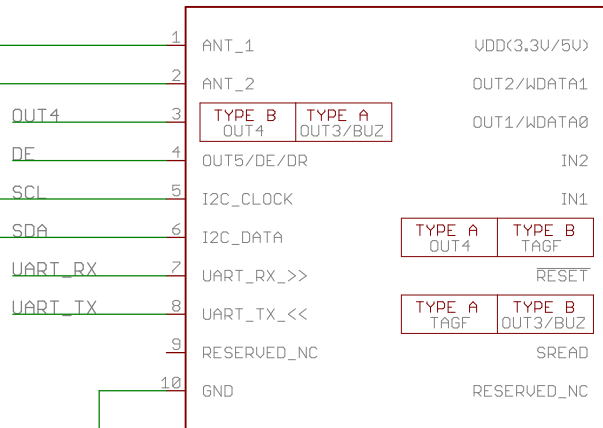 1 ANT_1 VDD(3.3V/5V)
2 ANT_2 OUT2/WDATA1
OUT4 3 TYPE B OUT4 TYPE A OUT3/BUZ OUT1/WDATA0
DE 4 OUT5/DE/DR IN2
SCL 5 I2C_CLOCK IN1
SDA 6 I2C_DATA TYPE A OUT4 TYPE B TAGF
UART_RX 7 UART_RX_>> RESET
UART_TX 8 UART_TX_<< TYPE A TAGF TYPE B OUT3/BUZ
9 RESERVED_NC SREAD
10 GND RESERVED_NC